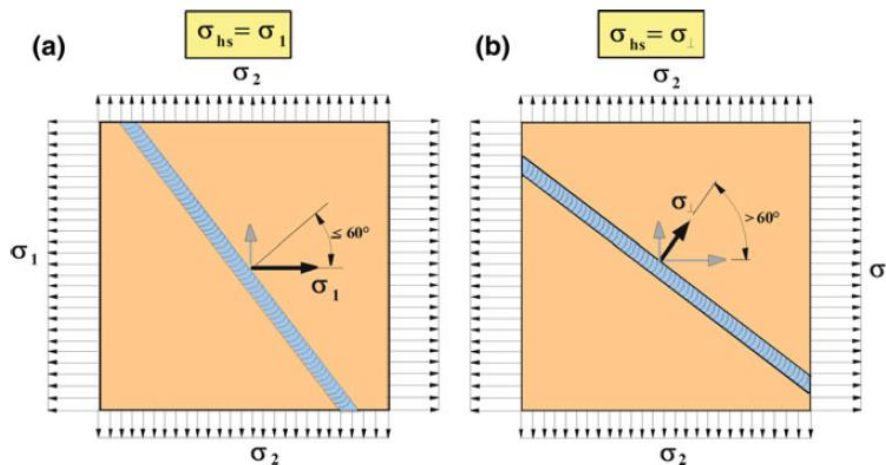 (a)
σhs = σ1
σ2
σ1
≤ 60°
σ1
σ2
(b)
σhs = σ⊥
σ2
σ⊥
> 60°
σ
σ2